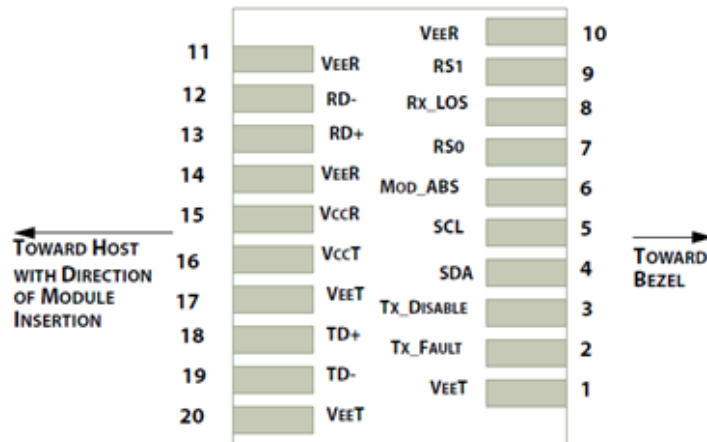 11 VEER
12 RD-
13 RD+
14 VEER
15 VCCR
16 VCCT
17 VEET
18 TD+
19 TD-
20 VEET
VEER 10
RS1 9
RX_LOS 8
RS0 7
MOD_ABS 6
SCL 5
SDA 4
TX_DISABLE 3
TX_FAULT 2
VEET 1
TOWARD HOST
WITH DIRECTION
OF MODULE
INSERTION
TOWARD
BEZEL